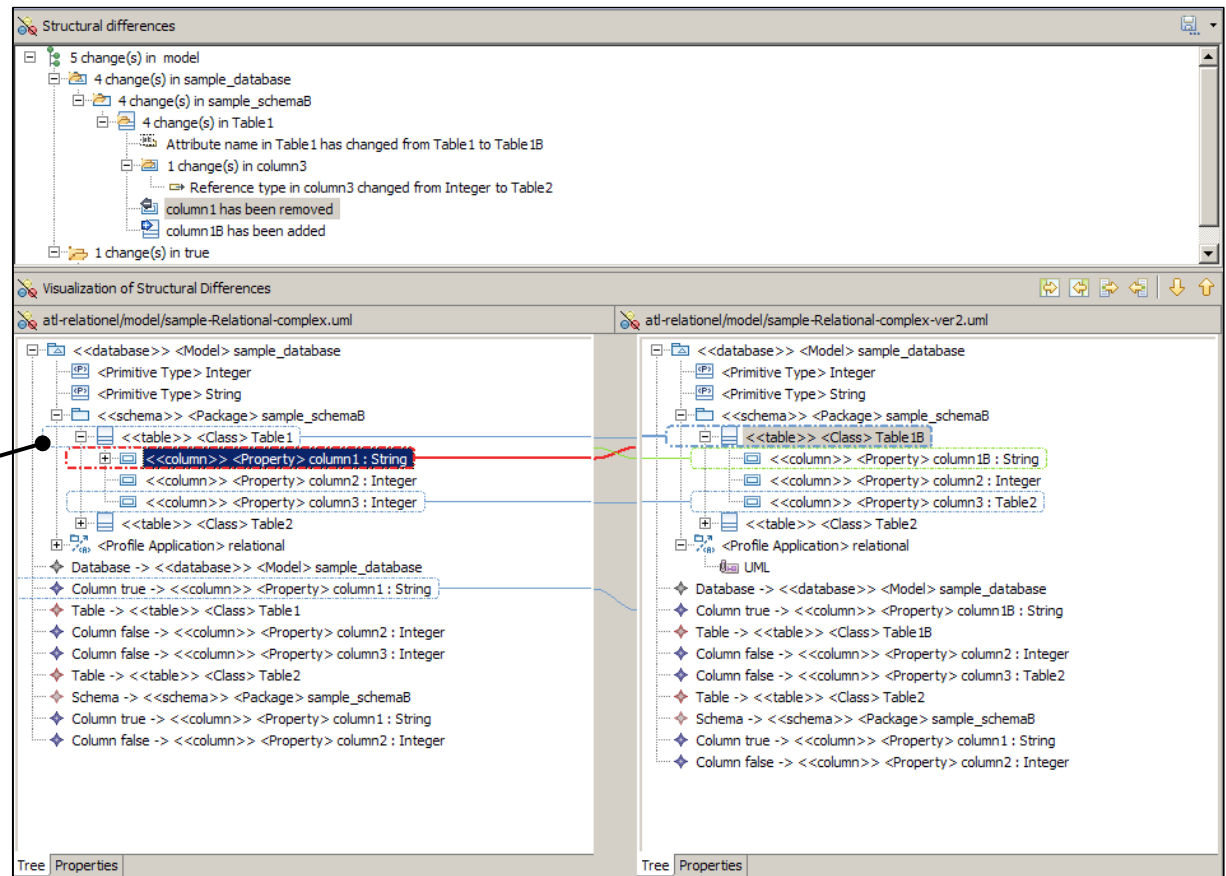 Structural differences
5 change(s) in model
4 change(s) in sample_database
4 change(s) in sample_schemaB
4 change(s) in Table1
Attribute name in Table1 has changed from Table1 to Table1B
1 change(s) in column3
Reference type in column3 changed from Integer to Table2
column1 has been removed
column1B has been added
1 change(s) in true
Visualization of Structural Differences
atl-relationel/model/sample-Relational-complex.uml
<<database>> <Model> sample_database
<Primitive Type> Integer
<Primitive Type> String
<<schema>> <Package> sample_schemaB
<<table>> <Class> Table1
<<column>> <Property> column1 : String
<<column>> <Property> column2 : Integer
<<column>> <Property> column3 : Integer
<<table>> <Class> Table2
<Profile Application> relational
Database -> <<database>> <Model> sample_database
Column true -> <<column>> <Property> column1 : String
Table -> <<table>> <Class> Table1
Column false -> <<column>> <Property> column2 : Integer
Column false -> <<column>> <Property> column3 : Integer
Table -> <<table>> <Class> Table2
Schema -> <<schema>> <Package> sample_schemaB
Column true -> <<column>> <Property> column1 : String
Column false -> <<column>> <Property> column2 : Integer
Tree Properties
atl-relationel/model/sample-Relational-complex-ver2.uml
<<database>> <Model> sample_database
<Primitive Type> Integer
<Primitive Type> String
<<schema>> <Package> sample_schemaB
<<table>> <Class> Table1B
<<column>> <Property> column1B : String
<<column>> <Property> column2 : Integer
<<column>> <Property> column3 : Table2
<<table>> <Class> Table2
<Profile Application> relational
UML
Database -> <<database>> <Model> sample_database
Column true -> <<column>> <Property> column1B : String
Table -> <<table>> <Class> Table1B
Column false -> <<column>> <Property> column2 : Integer
Column false -> <<column>> <Property> column3 : Table2
Table -> <<table>> <Class> Table2
Schema -> <<schema>> <Package> sample_schemaB
Column true -> <<column>> <Property> column1 : String
Column false -> <<column>> <Property> column2 : Integer
Tree Properties